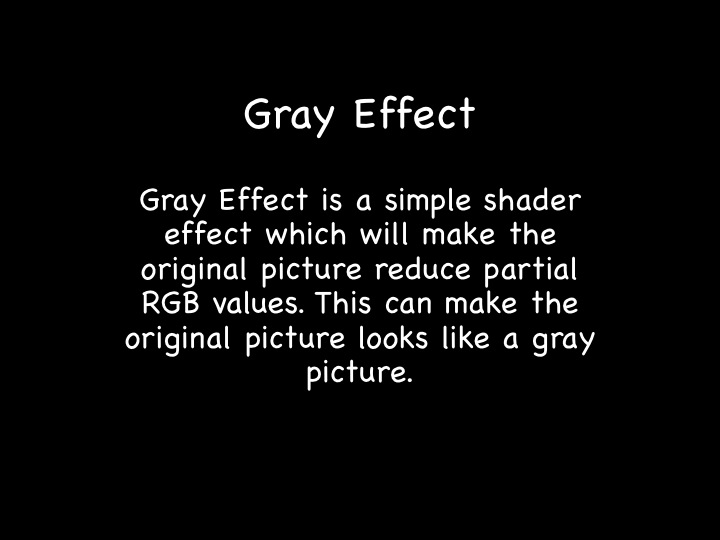 Gray Effect
Gray Effect is a simple shader
effect which will make the
original picture reduce partial
RGB values. This can make the
original picture looks like a gray
picture.